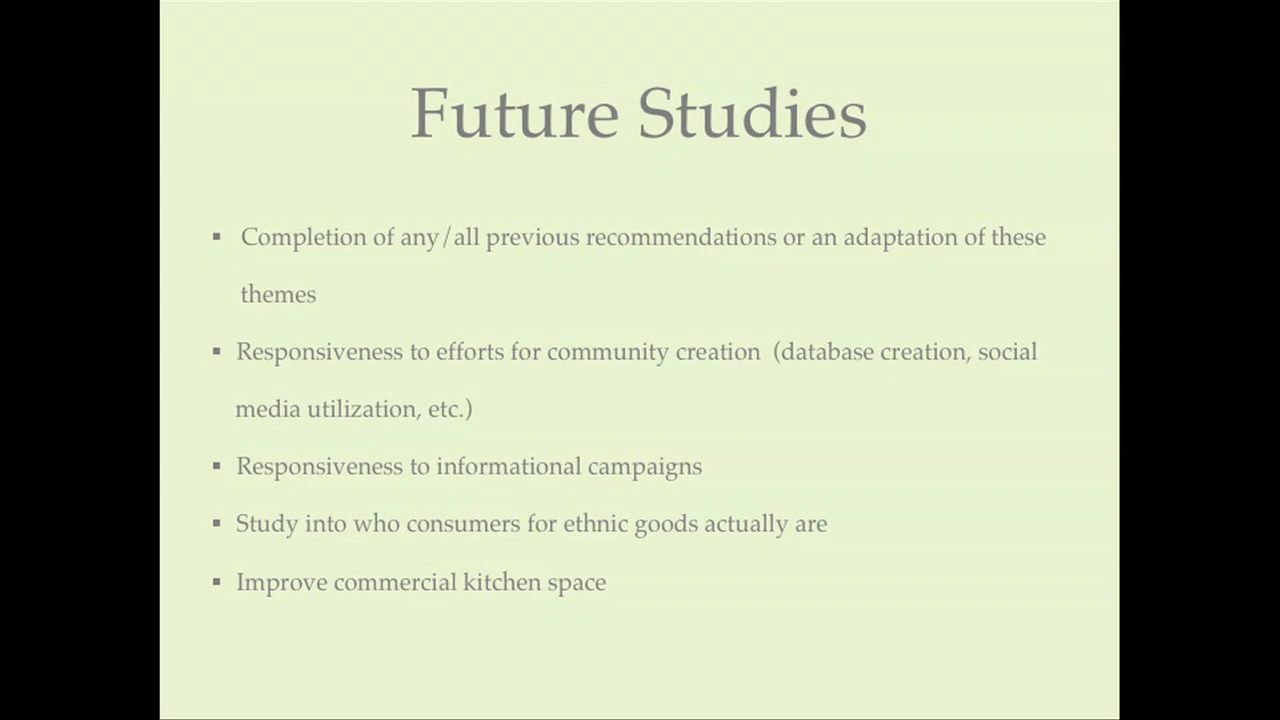 Future Studies
▪ Completion of any/all previous recommendations or an adaptation of these
themes
▪ Responsiveness to efforts for community creation (database creation, social
media utilization, etc.)
▪ Responsiveness to informational campaigns
▪ Study into who consumers for ethnic goods actually are
▪ Improve commercial kitchen space